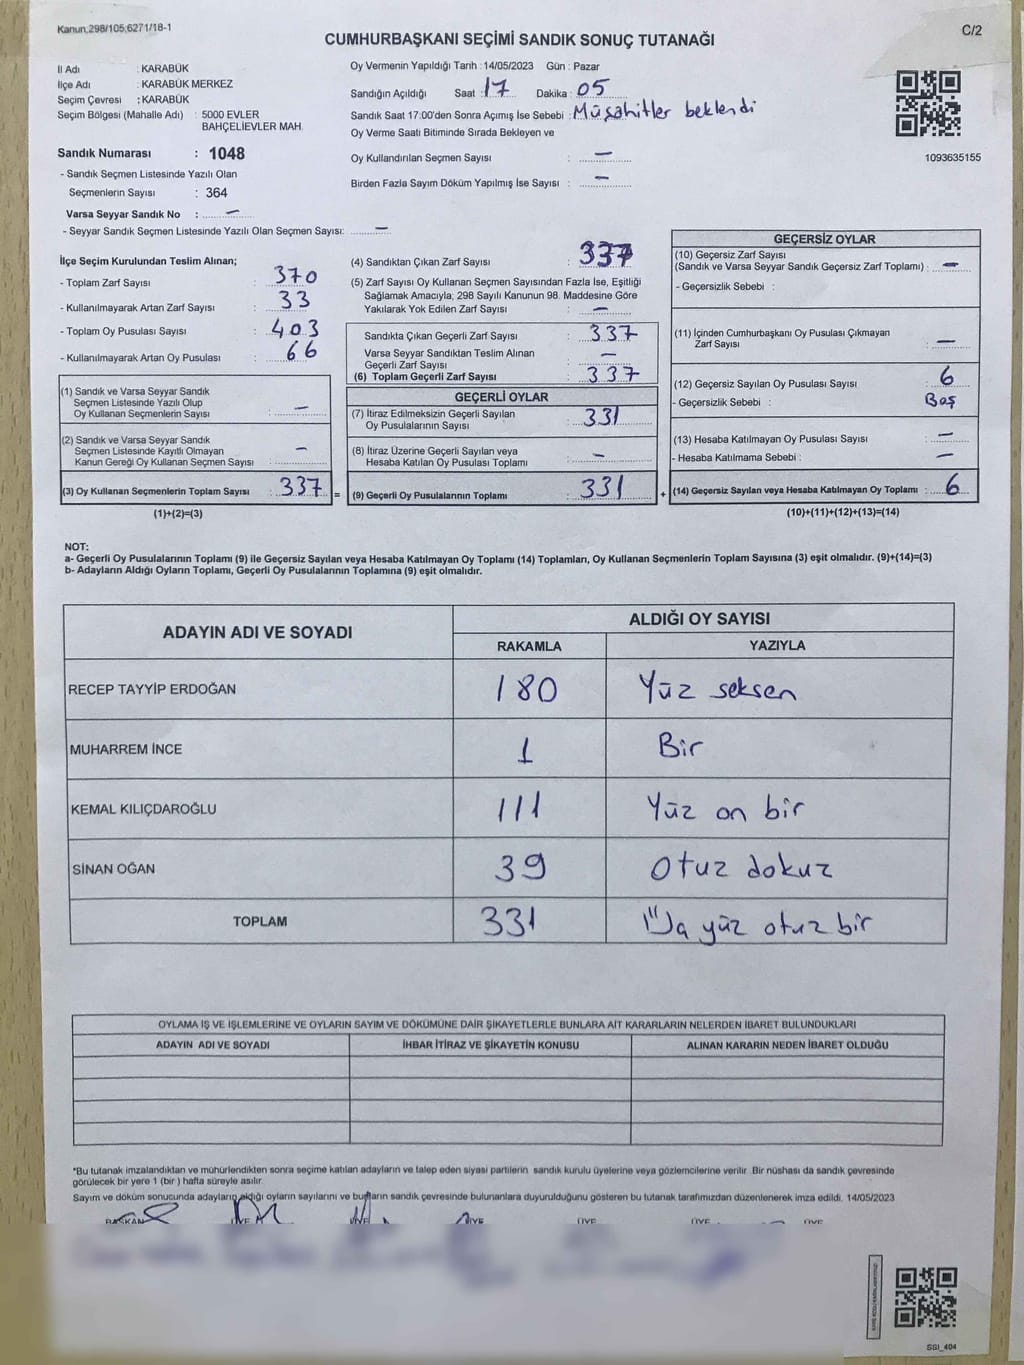 Kanun,298/105,6271/18-1
C/2
CUMHURBAŞKANI SEÇİMİ SANDIK SONUÇ TUTANAĞI
İl Adı : KARABÜK
İlçe Adı : KARABÜK MERKEZ
Seçim Çevresi : KARABÜK
Seçim Bölgesi (Mahalle Adı) : 5000 EVLER
BAHÇELİEVLER MAH.
Sandık Numarası : 1048
- Sandık Seçmen Listesinde Yazılı Olan
Seçmenlerin Sayısı : 364
Varsa Seyyar Sandık No : —
- Seyyar Sandık Seçmen Listesinde Yazılı Olan Seçmen Sayısı: —
Oy Vermenin Yapıldığı Tarih : 14/05/2023 Gün : Pazar
Sandığın Açıldığı Saat : 17 Dakika : 05
Sandık Saat 17:00'den Sonra Açımış İse Sebebi : Müşahitler beklendi
Oy Verme Saati Bitiminde Sırada Bekleyen ve
Oy Kullandırılan Seçmen Sayısı : —
Birden Fazla Sayım Döküm Yapılmış İse Sayısı : —
1093635155
İlçe Seçim Kurulundan Teslim Alınan;
- Toplam Zarf Sayısı : 370
- Kullanılmayarak Artan Zarf Sayısı : 33
- Toplam Oy Pusulası Sayısı : 403
- Kullanılmayarak Artan Oy Pusulası : 66
(1) Sandık ve Varsa Seyyar Sandık
Seçmen Listesinde Yazılı Olup
Oy Kullanan Seçmenlerin Sayısı : —
(2) Sandık ve Varsa Seyyar Sandık
Seçmen Listesinde Kayıtlı Olmayan
Kanun Gereği Oy Kullanan Seçmen Sayısı : —
(3) Oy Kullanan Seçmenlerin Toplam Sayısı : 337 =
(1)+(2)=(3)
(4) Sandıktan Çıkan Zarf Sayısı : 337
(5) Zarf Sayısı Oy Kullanan Seçmen Sayısından Fazla İse, Eşitliği
Sağlamak Amacıyla; 298 Sayılı Kanunun 98. Maddesine Göre
Yakılarak Yok Edilen Zarf Sayısı : —
Sandıkta Çıkan Geçerli Zarf Sayısı : 337
Varsa Seyyar Sandıktan Teslim Alınan
Geçerli Zarf Sayısı : —
(6) Toplam Geçerli Zarf Sayısı : 337
GEÇERLİ OYLAR
(7) İtiraz Edilmeksizin Geçerli Sayılan
Oy Pusulalarının Sayısı : 331
(8) İtiraz Üzerine Geçerli Sayılan veya
Hesaba Katılan Oy Pusulası Toplamı : —
(9) Geçerli Oy Pusulalarının Toplamı : 331 +
GEÇERSİZ OYLAR
(10) Geçersiz Zarf Sayısı
(Sandık ve Varsa Seyyar Sandık Geçersiz Zarf Toplamı) : —
- Geçersizlik Sebebi :
(11) İçinden Cumhurbaşkanı Oy Pusulası Çıkmayan
Zarf Sayısı : —
(12) Geçersiz Sayılan Oy Pusulası Sayısı : 6
- Geçersizlik Sebebi : Boş
(13) Hesaba Katılmayan Oy Pusulası Sayısı : —
- Hesaba Katılmama Sebebi : —
(14) Geçersiz Sayılan veya Hesaba Katılmayan Oy Toplamı : 6
(10)+(11)+(12)+(13)=(14)
NOT:
a- Geçerli Oy Pusulalarının Toplamı (9) ile Geçersiz Sayılan veya Hesaba Katılmayan Oy Toplamı (14) Toplamları, Oy Kullanan Seçmenlerin Toplam Sayısına (3) eşit olmalıdır. (9)+(14)=(3)
b- Adayların Aldığı Oyların Toplamı, Geçerli Oy Pusulalarının Toplamına (9) eşit olmalıdır.
ADAYIN ADI VE SOYADI
ALDIĞI OY SAYISI
RAKAMLA YAZIYLA
RECEP TAYYİP ERDOĞAN 180 Yüz seksen
MUHARREM İNCE 1 Bir
KEMAL KILIÇDAROĞLU 111 Yüz on bir
SİNAN OĞAN 39 Otuz dokuz
TOPLAM 331 yüz otuz bir
OYLAMA İŞ VE İŞLEMLERİNE VE OYLARIN SAYIM VE DÖKÜMÜNE DAİR ŞİKAYETLERLE BUNLARA AİT KARARLARIN NELERDEN İBARET BULUNDUKLARI
ADAYIN ADI VE SOYADI İHBAR İTİRAZ VE ŞİKAYETİN KONUSU ALINAN KARARIN NEDEN İBARET OLDUĞU
*Bu tutanak imzalandıktan ve mühürlendikten sonra seçime katılan adayların ve talep eden siyasi partilerin sandık kurulu üyelerine veya gözlemcilerine verilir. Bir nüshası da sandık çevresinde
görülecek bir yere 1 (bir ) hafta süreyle asılır.
Sayım ve döküm sonucunda adayların aldığı oyların sayılarını ve bunların sandık çevresinde bulunanlara duyurulduğunu gösteren bu tutanak tarafımızdan düzenlenerek imza edildi. 14/05/2023
BAŞKAN ÜYE ÜYE ÜYE ÜYE ÜYE ÜYE
SSI_404